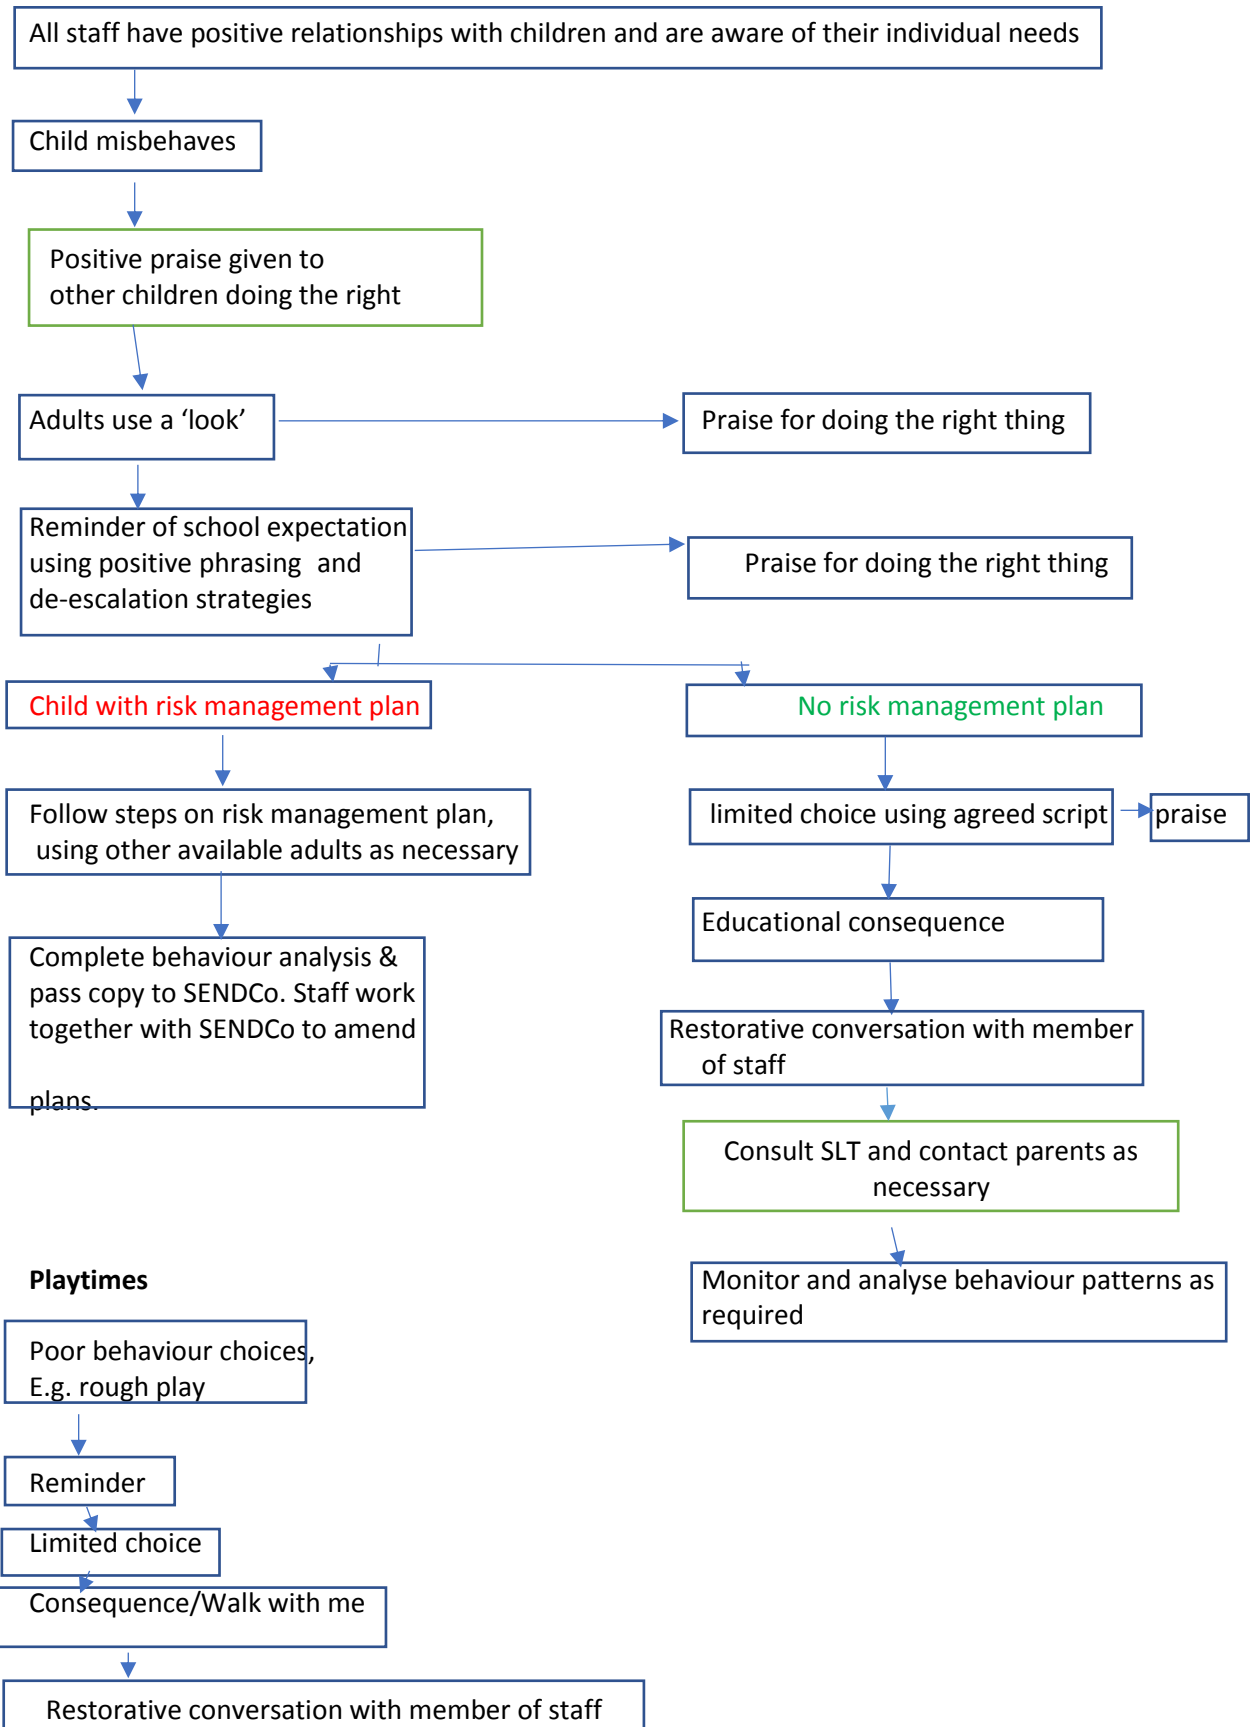 All staff have positive relationships with children and are aware of their individual needs
Child misbehaves
Positive praise given to
other children doing the right
Adults use a ‘look’
Praise for doing the right thing
Reminder of school expectation
using positive phrasing and
de-escalation strategies
Praise for doing the right thing
Child with risk management plan
No risk management plan
Follow steps on risk management plan,
using other available adults as necessary
limited choice using agreed script
praise
Educational consequence
Complete behaviour analysis &
pass copy to SENDCo. Staff work
together with SENDCo to amend
plans.
Restorative conversation with member
of staff
Consult SLT and contact parents as
necessary
Monitor and analyse behaviour patterns as
required
Playtimes
Poor behaviour choices,
E.g. rough play
Reminder
Limited choice
Consequence/Walk with me
Restorative conversation with member of staff